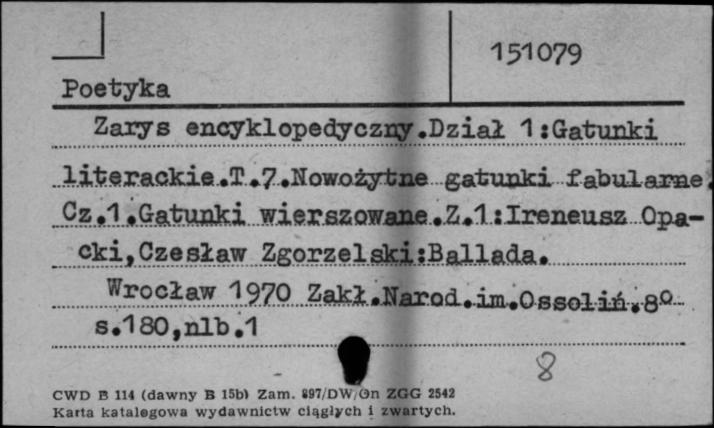 151079
Poetyka
Zarys encyklopedyczny.Dział 1:Gatunki
literackie.T.7.Nowożytne gatunki fabularne.
Cz.1.Gatunki wierszowane.Z.1:Ireneusz Opa-
cki,Czesław Zgorzelski:Ballada.
Wrocław 1970 Zakł.Narod.im.Ossoliń.8º
s.180,nlb.1
8
CWD B 114 (dawny B 15b) Zam. 897/DW/On ZGG 2542
Karta katalogowa wydawnictw ciągłych i zwartych.